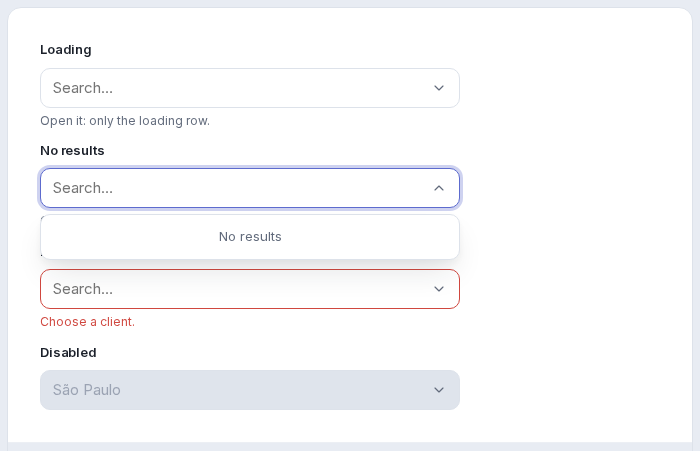 Loading
Search...
Open it: only the loading row.
No results
Search...
No results
Search...
Choose a client.
Disabled
São Paulo